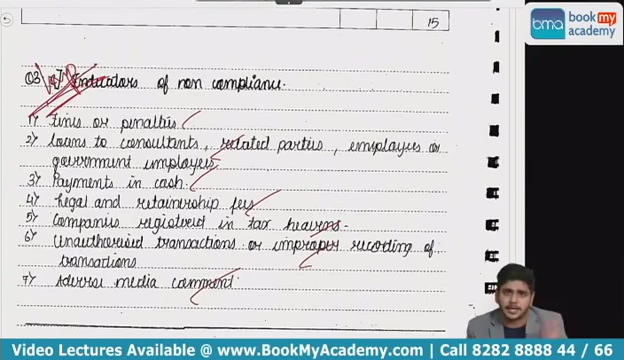 15
bma book my academy
Q3 Indicators of non compliance.
1) Fines or penalties
2) Loans to consultants, related parties, employees or
government employees
3) Payments in cash.
4) Legal and retainership fees
5) Companies registered in tax heavens.
6) Unauthorised transactions or improper recording of
transactions
7) Adverse media comment
Video Lectures Available @ www.BookMyAcademy.com | Call 8282 8888 44 / 66